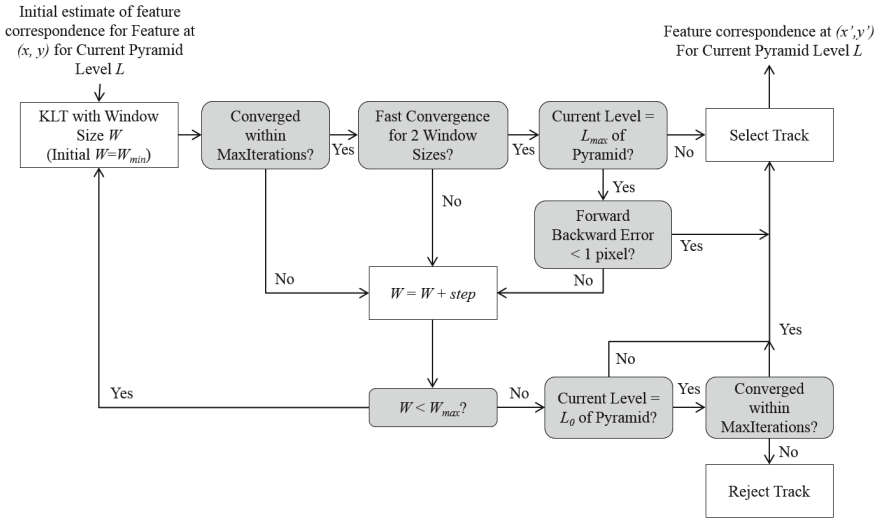 Initial estimate of feature
correspondence for Feature at
(x, y) for Current Pyramid
Level L
Feature correspondence at (x’,y’)
For Current Pyramid Level L
KLT with Window
Size W
(Initial W=Wmin)
Converged
within
MaxIterations?
Yes
Fast Convergence
for 2 Window
Sizes?
Yes
Current Level =
Lmax of
Pyramid?
No
Select Track
Yes
No
Forward
Backward Error
< 1 pixel?
Yes
No
No
W = W + step
Yes
No
Yes
W < Wmax?
No
Current Level =
L0 of Pyramid?
Yes
Converged
within
MaxIterations?
No
Reject Track